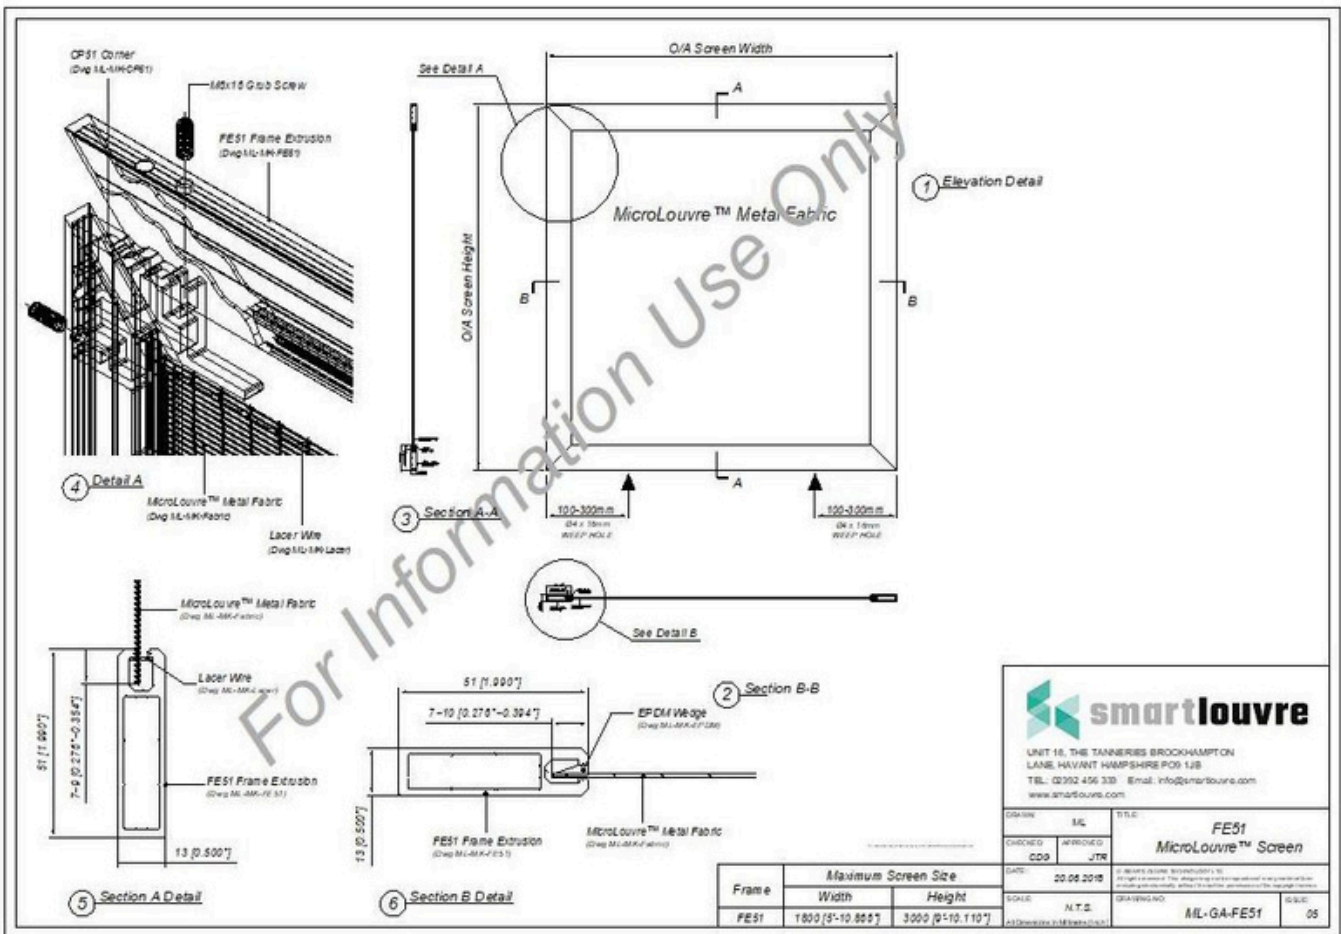 CP51 Corner
(Dwg ML-MK-CP51)
M6x16 Grub Screw
FE51 Frame Extrusion
(Dwg ML-MK-FE51)
4 Detail A
MicroLouvre™ Metal Fabric
(Dwg ML-MK-Fabric)
Lacer Wire
(Dwg ML-MK-Lacer)
See Detail A
O/A Screen Width
A
O/A Screen Height
MicroLouvre™ Metal Fabric
B
B
A
1 Elevation Detail
3 Section A-A
100-300mm
Ø4 x 16mm
WEEP HOLE
100-300mm
Ø4 x 16mm
WEEP HOLE
See Detail B
2 Section B-B
For Information Use Only
MicroLouvre™ Metal Fabric
(Dwg ML-MK-Fabric)
Lacer Wire
(Dwg ML-MK-Lacer)
51 [1.990"]
7-9 [0.276"-0.354"]
FE51 Frame Extrusion
(Dwg ML-MK-FE51)
13 [0.500"]
5 Section A Detail
51 [1.990"]
7-10 [0.276"-0.394"]
EPDM Wedge
(Dwg ML-MK-EPDM)
13 [0.500"]
FE51 Frame Extrusion
(Dwg ML-MK-FE51)
MicroLouvre™ Metal Fabric
(Dwg ML-MK-Fabric)
6 Section B Detail
Frame
Maximum Screen Size
Width
Height
FE51
1800 [5'-10.866"]
3000 [9'-10.110"]
smartlouvre
UNIT 16, THE TANNERIES BROCKHAMPTON
LANE, HAVANT HAMPSHIRE PO9 1JB
TEL: 02392 456 333 Email: info@smartlouvre.com
www.smartlouvre.com
DRAWN:
ML
TITLE:
FE51
MicroLouvre™ Screen
CHECKED:
CDG
APPROVED:
JTR
DATE:
20.06.2018
SCALE:
N.T.S.
DRAWING NO:
ML-GA-FE51
ISSUE:
05